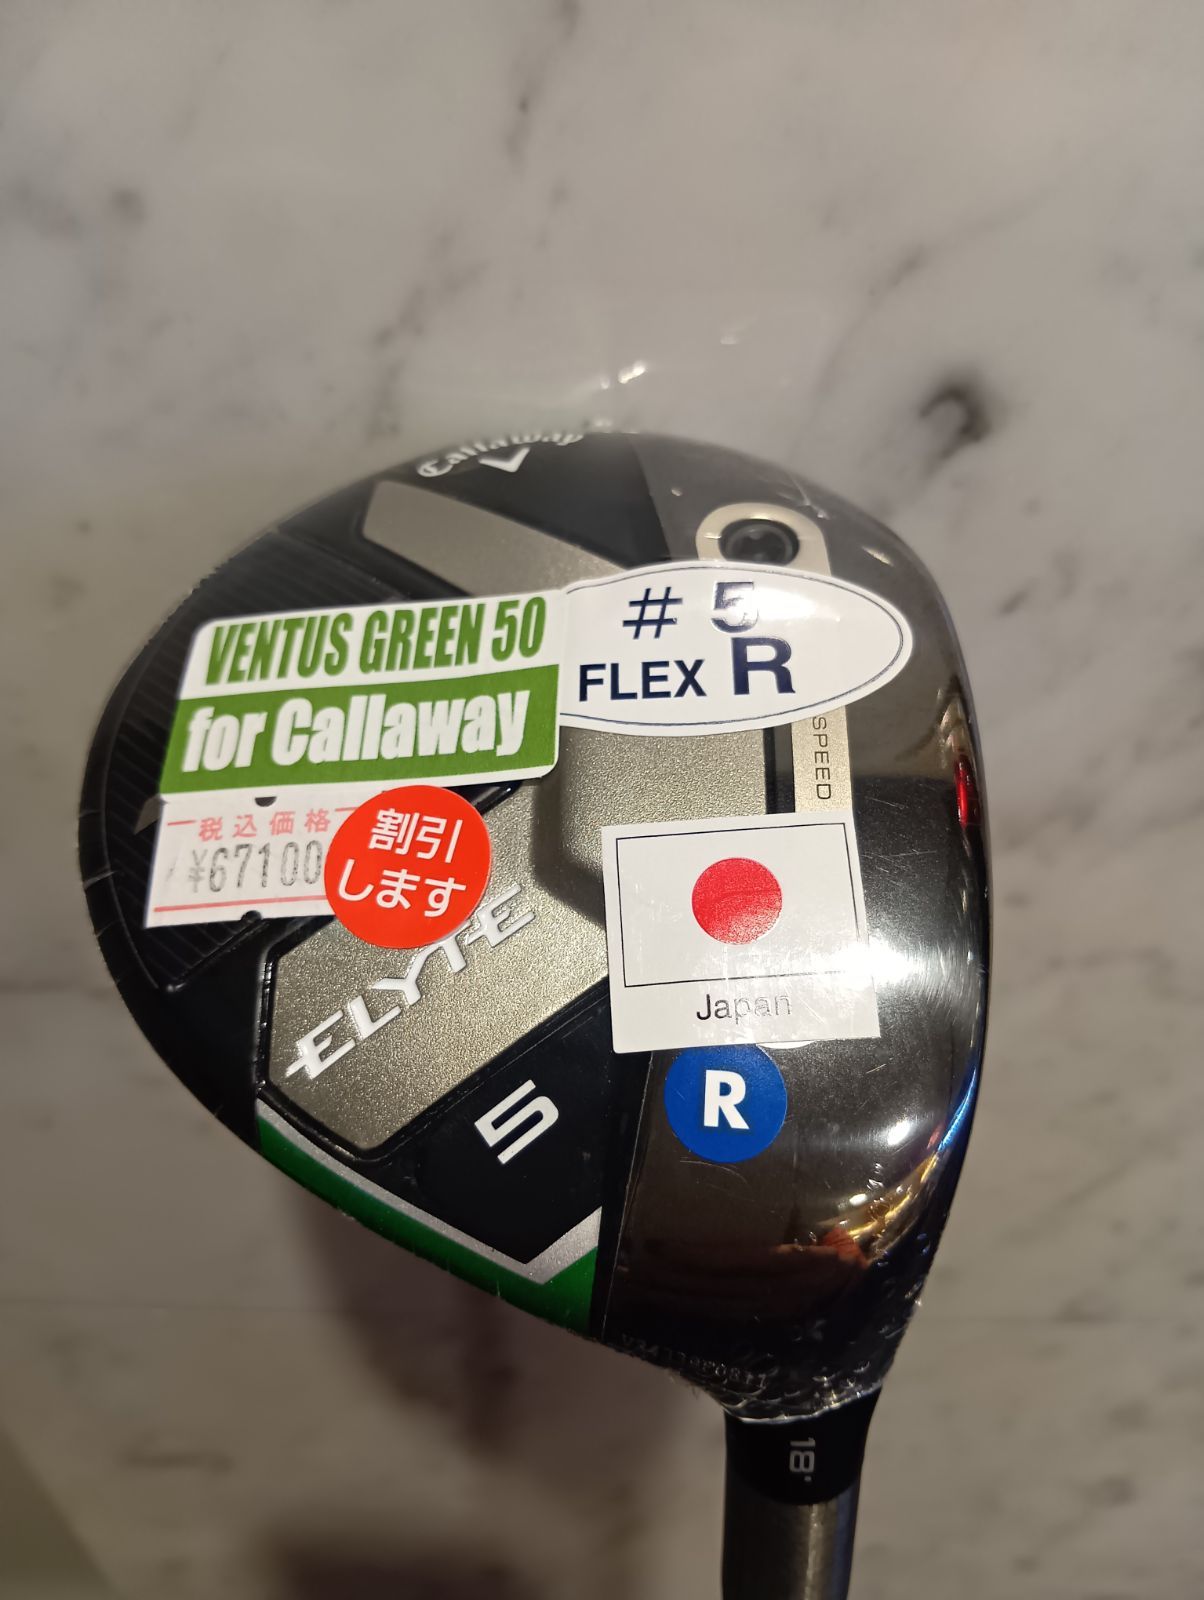 Callaway
VENTUS GREEN 50
for Callaway
# 5
FLEX R
SPEED
税込価格
¥67100
割引
します
ELYTE
5
Japan
R
18°